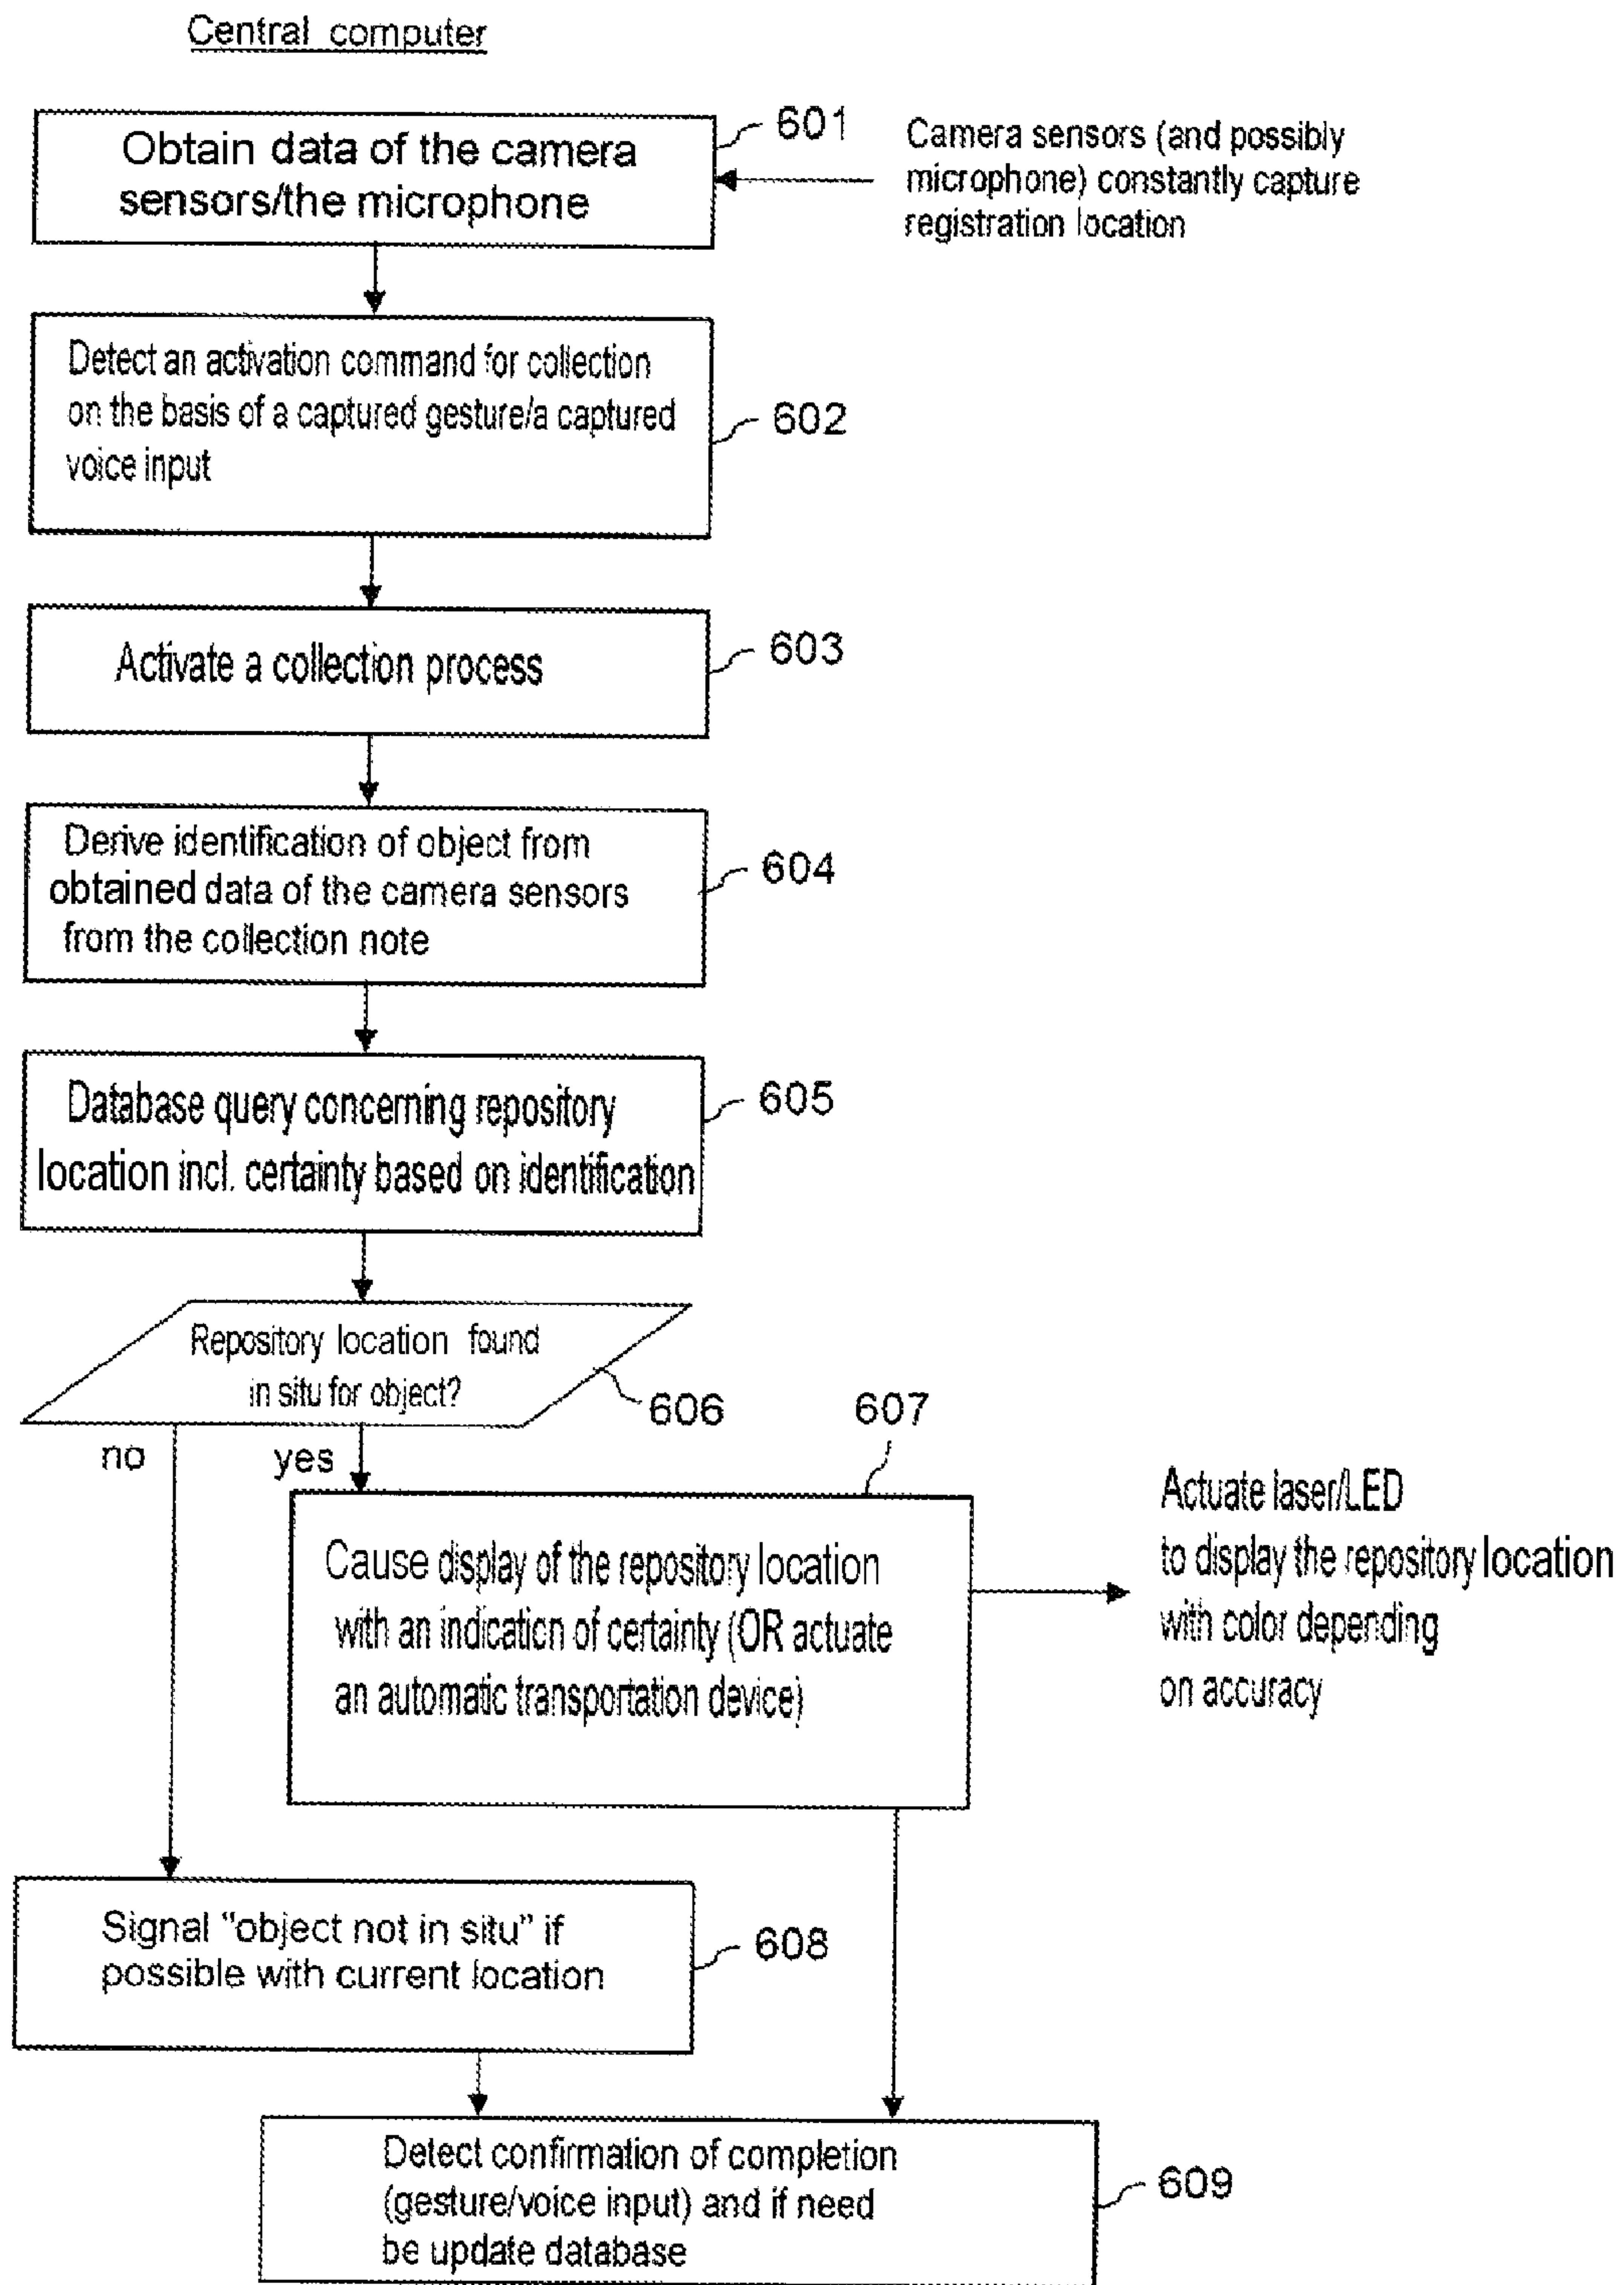 Central computer
Obtain data of the camera
sensors/the microphone
601
Camera sensors (and possibly
microphone) constantly capture
registration location
Detect an activation command for collection
on the basis of a captured gesture/a captured
voice input
602
Activate a collection process
603
Derive identification of object from
obtained data of the camera sensors
from the collection note
604
Database query concerning repository
location incl. certainty based on identification
605
Repository location found
in situ for object?
606
607
no
yes
Cause display of the repository location
with an indication of certainty (OR actuate
an automatic transportation device)
Actuate laser/LED
to display the repository location
with color depending
on accuracy
Signal "object not in situ" if
possible with current location
608
Detect confirmation of completion
(gesture/voice input) and if need
be update database
609